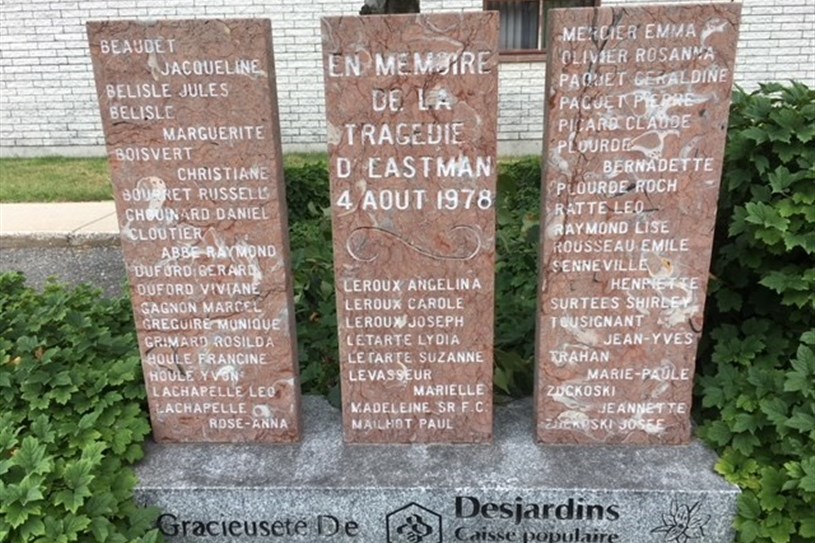 BEAUDET
JACQUELINE
BELISLE JULES
BELISLE
MARGUERITE
BOISVERT
CHRISTIANE
BOURRET RUSSELL
CHOUINARD DANIEL
CLOUTIER
ABBE RAYMOND
DUFORD GERARD
DUFORD VIVIANE
GAGNON MARCEL
GREGOIRE MONIQUE
GRIMARD ROSILDA
HOULE FRANCINE
HOULE YVON
LACHAPELLE LEO
LACHAPELLE
ROSE-ANNA
EN MEMOIRE
DE LA
TRAGEDIE
D'EASTMAN
4 AOUT 1978
LEROUX ANGELINA
LEROUX CAROLE
LEROUX JOSEPH
LETARTE LYDIA
LETARTE SUZANNE
LEVASSEUR
MARIELLE
MADELEINE SR F.C.
MAILHOT PAUL
MERCIER EMMA
OLIVIER ROSANNA
PAQUET GERALDINE
PAQUET PIERRE
PICARD CLAUDE
PLOURDE
BERNADETTE
PLOURDE ROCH
RATTE LEO
RAYMOND LISE
ROUSSEAU EMILE
SENNEVILLE
HENRIETTE
SURTEES SHIRLEY
TOUSIGNANT
JEAN-YVES
TRAHAN
MARIE-PAULE
ZUCKOSKI
JEANNETTE
ZUCKOSKI JOSEE
Gracieuseté De
Desjardins
Caisse populaire